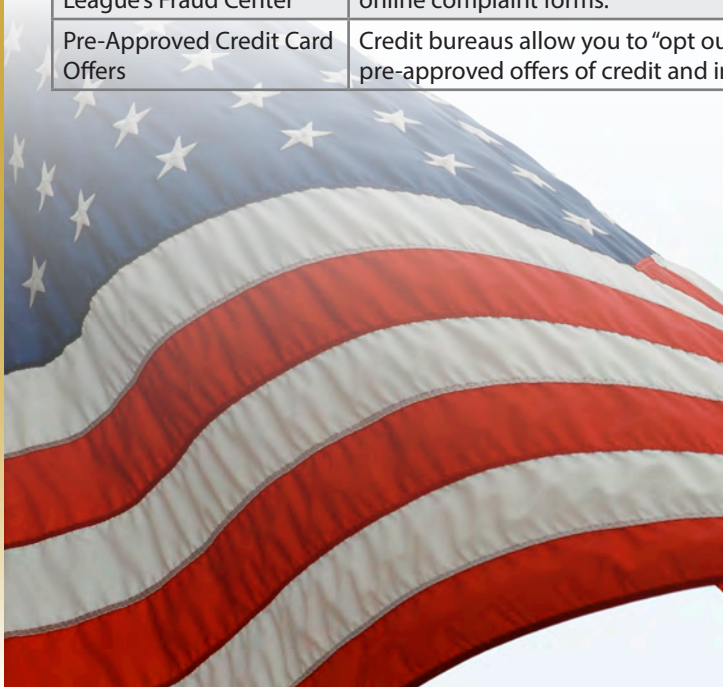 League's Fraud Center
online complaint forms.
Pre-Approved Credit Card
Offers
Credit bureaus allow you to “opt
pre-approved offers of credit and